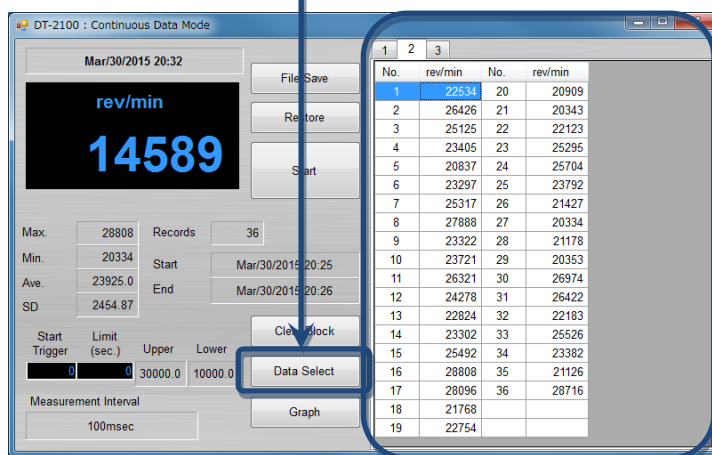 DT-2100 : Continuous Data Mode
Mar/30/2015 20:32
rev/min
14589
File Save
Restore
Start
Max. 28808 Records 36
Min. 20334 Start Mar/30/2015 20:25
Ave. 23925.0 End Mar/30/2015 20:26
SD 2454.87
Start Trigger Limit (sec.) Upper Lower
0 0 30000.0 10000.0
Clear Block
Data Select
Graph
Measurement Interval
100msec
1 2 3
No. rev/min No. rev/min
1 22534 20 20909
2 26426 21 20343
3 25125 22 22123
4 23405 23 25295
5 20837 24 25704
6 23297 25 23792
7 25317 26 21427
8 27888 27 20334
9 23322 28 21178
10 23721 29 20353
11 26321 30 26974
12 24278 31 26422
13 22824 32 22183
14 23302 33 25526
15 25492 34 23382
16 28808 35 21126
17 28096 36 28716
18 21768
19 22754